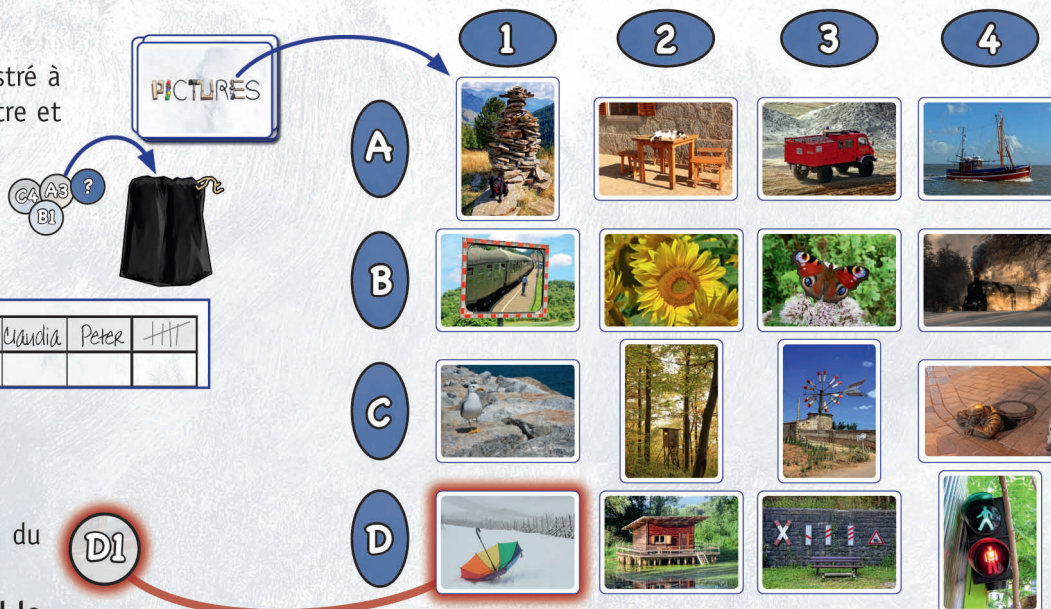 stré à
tre et
PICTURES
1 2 3 4
A
C4 A3 ?
B1
B
Claudia Peter
C
D
du
D1